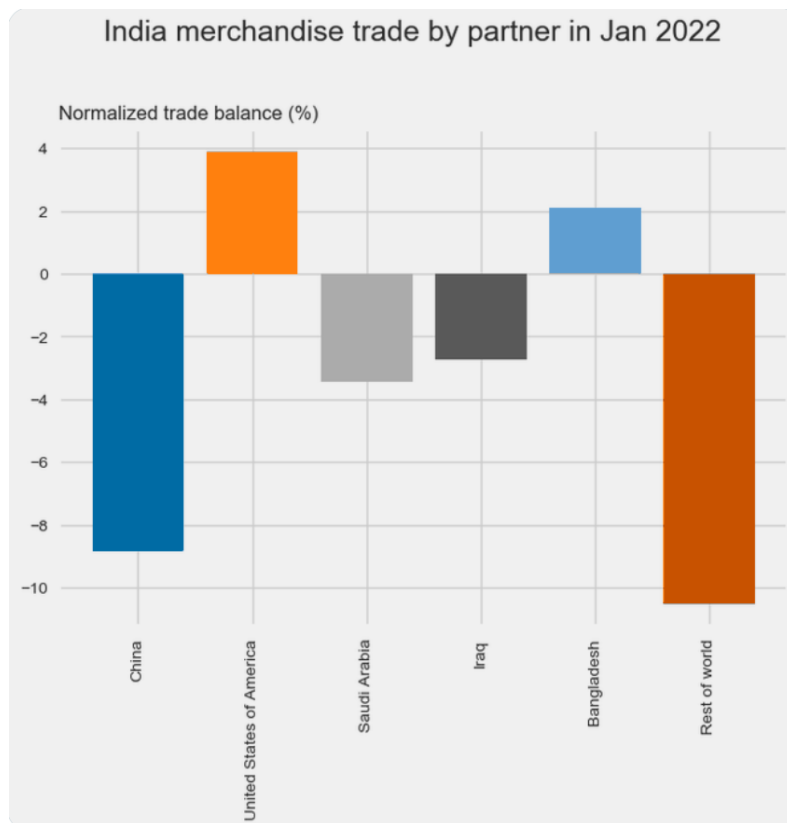 India merchandise trade by partner in Jan 2022
Normalized trade balance (%)
4
2
0
−2
−4
−6
−8
−10
China
United States of America
Saudi Arabia
Iraq
Bangladesh
Rest of world